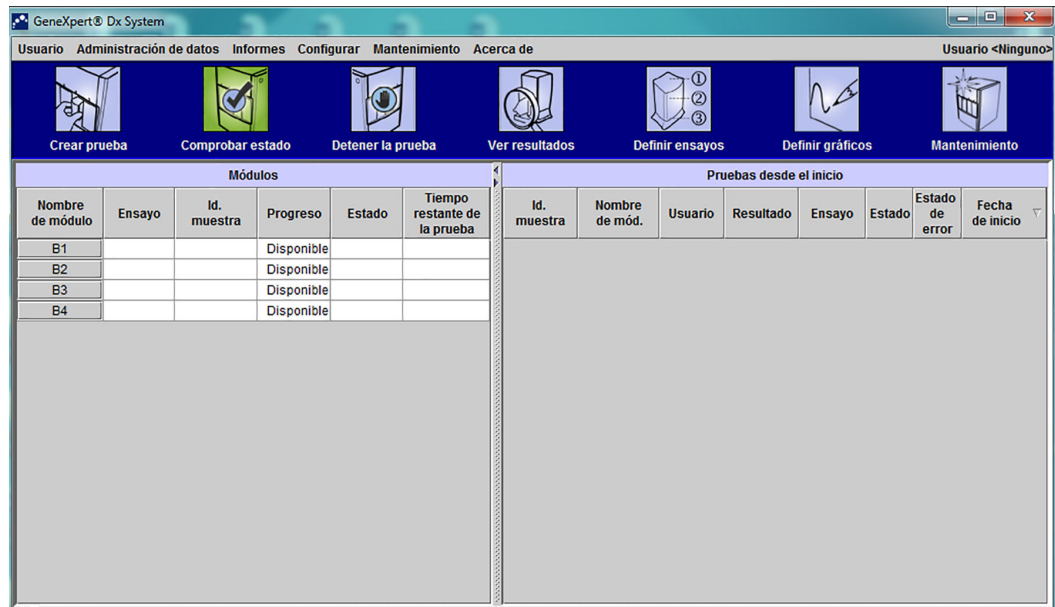 GeneXpert® Dx System
Usuario Administración de datos Informes Configurar Mantenimiento Acerca de Usuario <Ninguno>
Crear prueba Comprobar estado Detener la prueba Ver resultados Definir ensayos Definir gráficos Mantenimiento
1
2
3
Módulos
Nombre de módulo Ensayo Id. muestra Progreso Estado Tiempo restante de la prueba
B1 Disponible
B2 Disponible
B3 Disponible
B4 Disponible
Pruebas desde el inicio
Id. muestra Nombre de mód. Usuario Resultado Ensayo Estado Estado de error Fecha de inicio